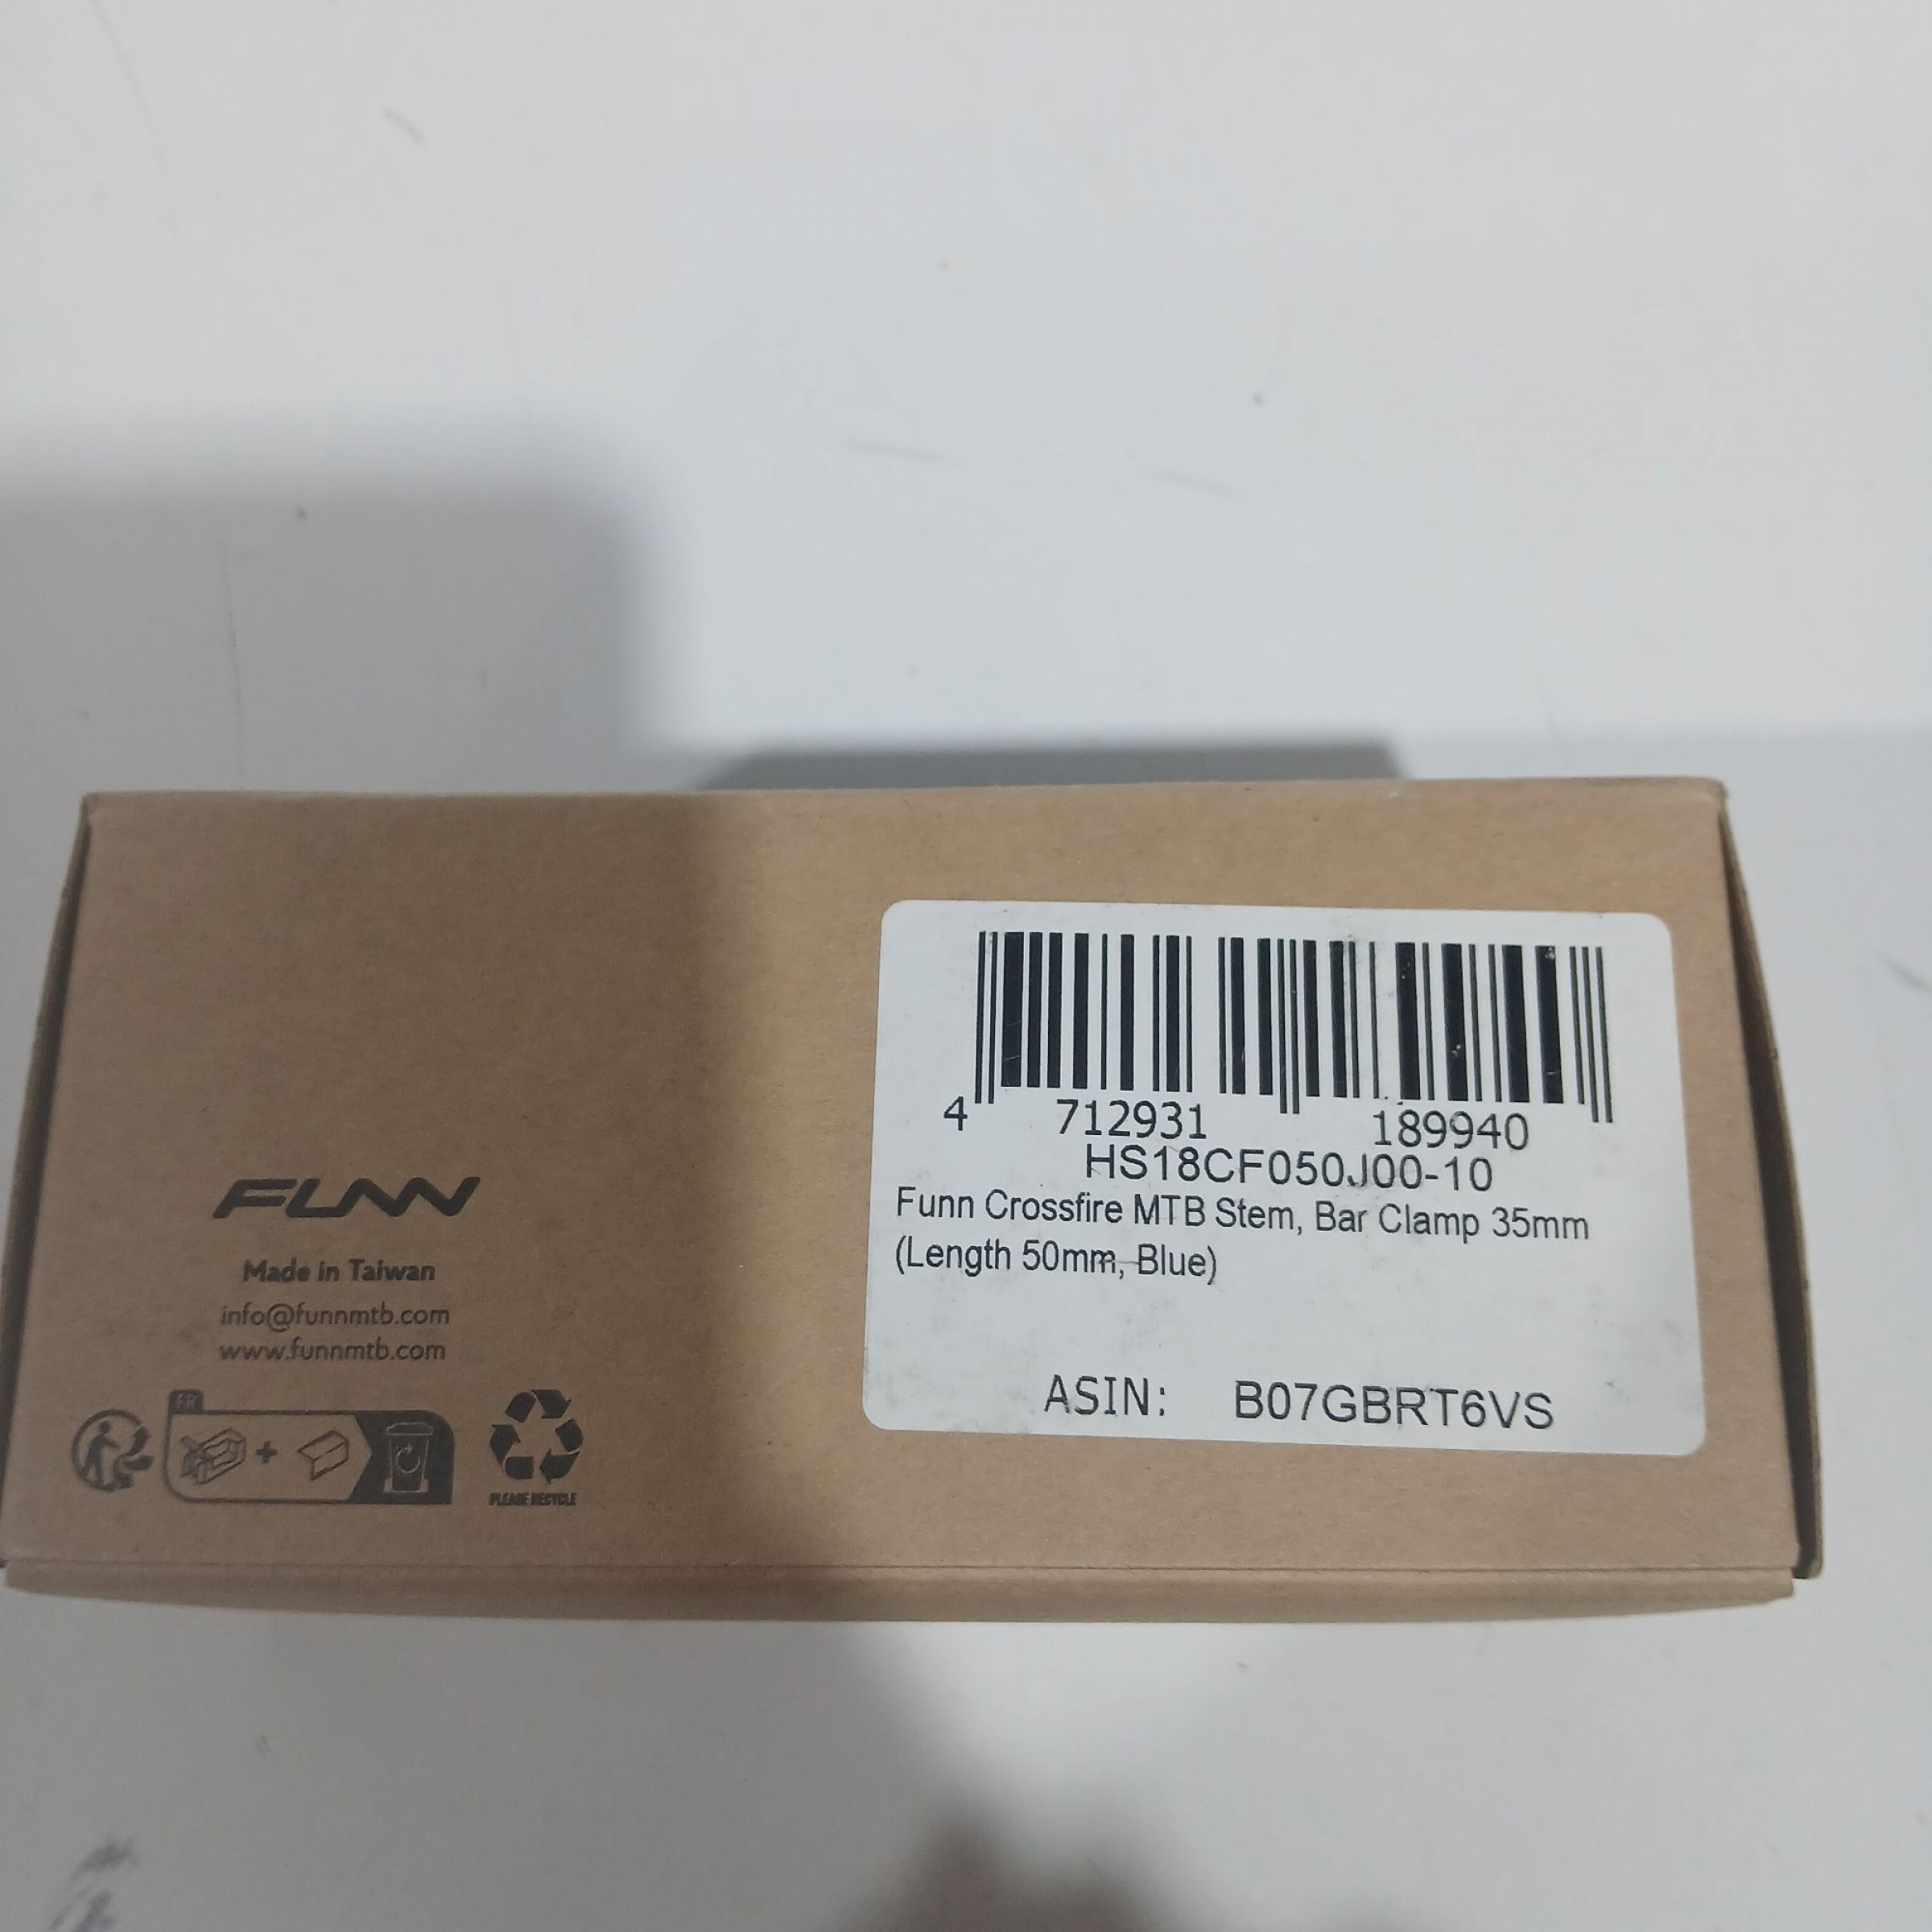 FUNN
Made in Taiwan
info@funnmtb.com
www.funnmtb.com
FR
PLEASE RECYCLE
4 712931 189940
HS18CF050J00-10
Funn Crossfire MTB Stem, Bar Clamp 35mm
(Length 50mm, Blue)
ASIN: B07GBRT6VS